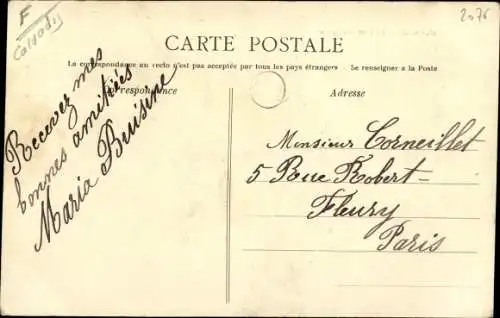 F
Calvados
2076
CARTE POSTALE
La correspondance au recto n'est pas acceptée par tous les pays étrangers — Se renseigner à la Poste
Correspondance
Recevez mes
bonnes amitiés
Maria Buisine
Adresse
Monsieur Corneillet
5 Rue Robert-
Fleury
Paris